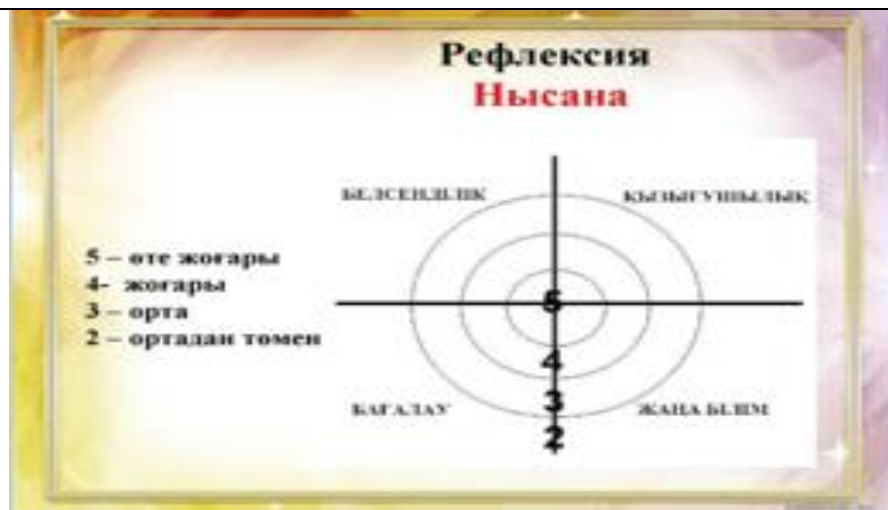 Рефлексия
Нысана
БЕЛСЕНДІЛІК
ҚЫЗЫҒУШЫЛЫҚ
5 – өте жоғары
4- жоғары
3 – орта
2 – ортадан төмен
5
4
3
2
БАҒАЛАУ
ЖАҢА БІЛІМ